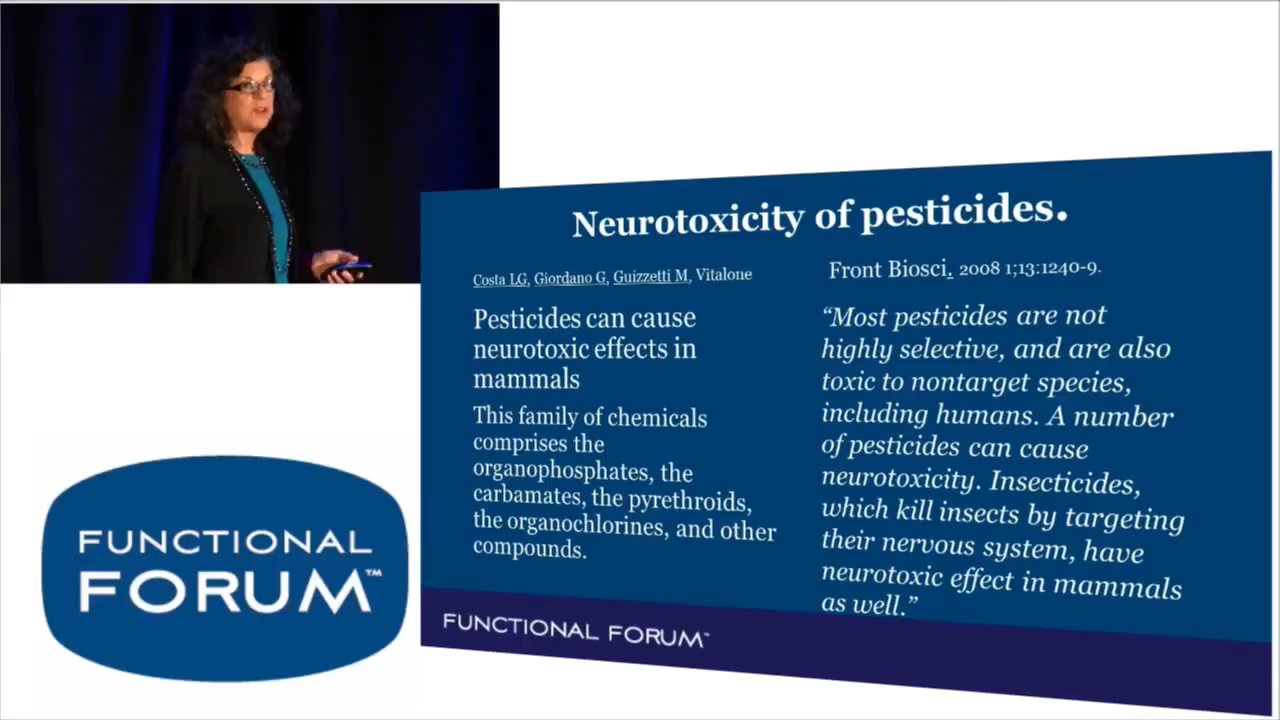 Neurotoxicity of pesticides.
Costa LG, Giordano G, Guizzetti M, Vitalone
Pesticides can cause
neurotoxic effects in
mammals
This family of chemicals
comprises the
organophosphates, the
carbamates, the pyrethroids,
the organochlorines, and other
compounds.
Front Biosci. 2008 1;13:1240-9.
“Most pesticides are not
highly selective, and are also
toxic to nontarget species,
including humans. A number
of pesticides can cause
neurotoxicity. Insecticides,
which kill insects by targeting
their nervous system, have
neurotoxic effect in mammals
as well.”
FUNCTIONAL
FORUM™
FUNCTIONAL FORUM™